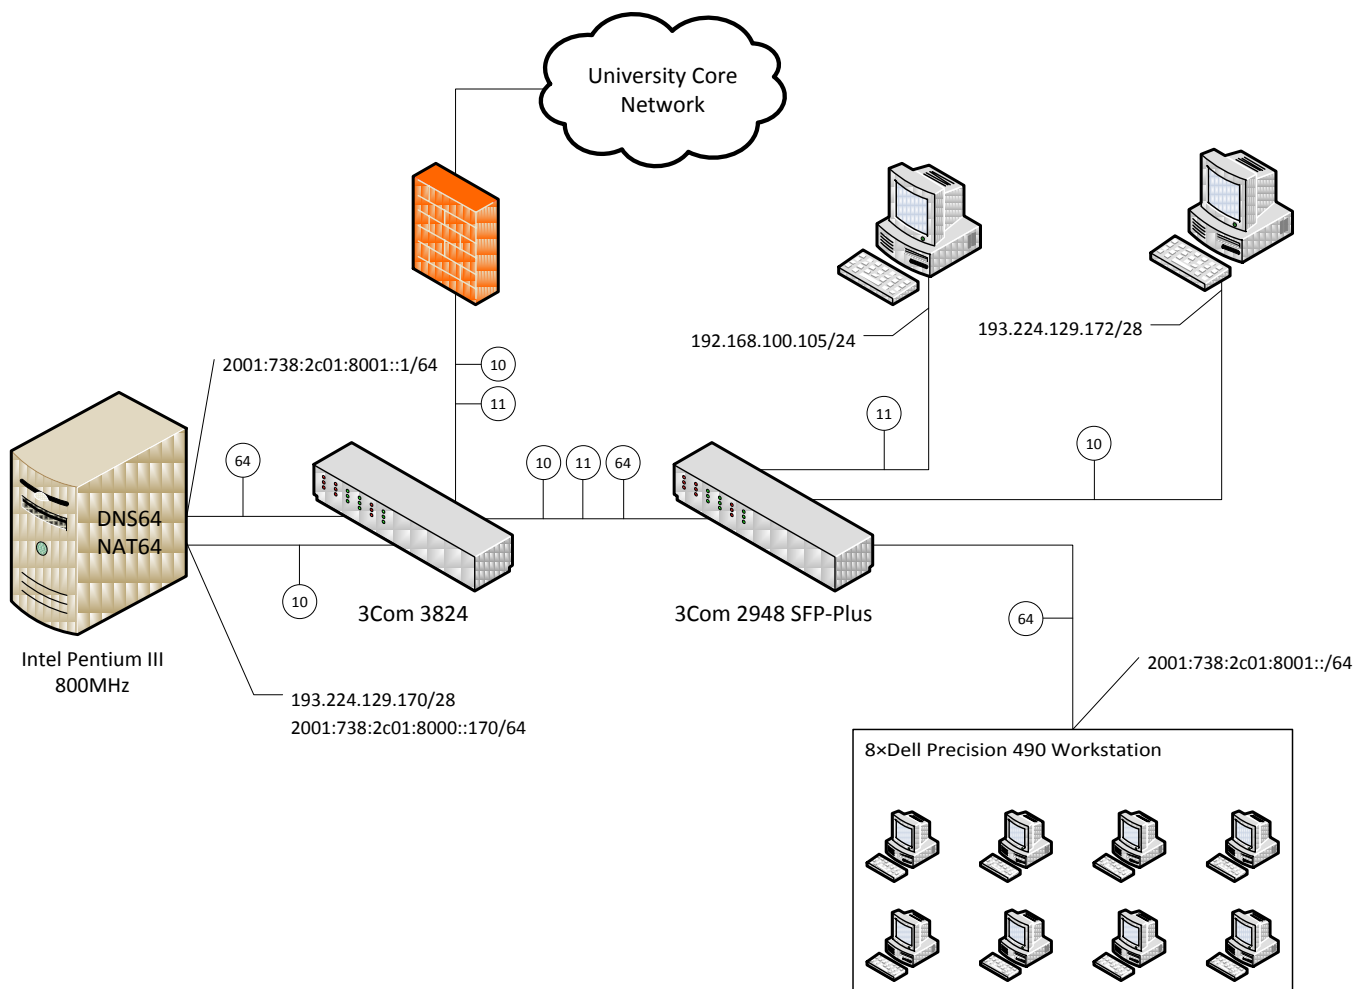 University Core
Network
192.168.100.105/24
193.224.129.172/28
2001:738:2c01:8001::1/64
10
11
11
10
64
10
11
64
DNS64
NAT64
10
3Com 3824
3Com 2948 SFP-Plus
64
Intel Pentium III
800MHz
2001:738:2c01:8001::/64
193.224.129.170/28
2001:738:2c01:8000::170/64
8×Dell Precision 490 Workstation